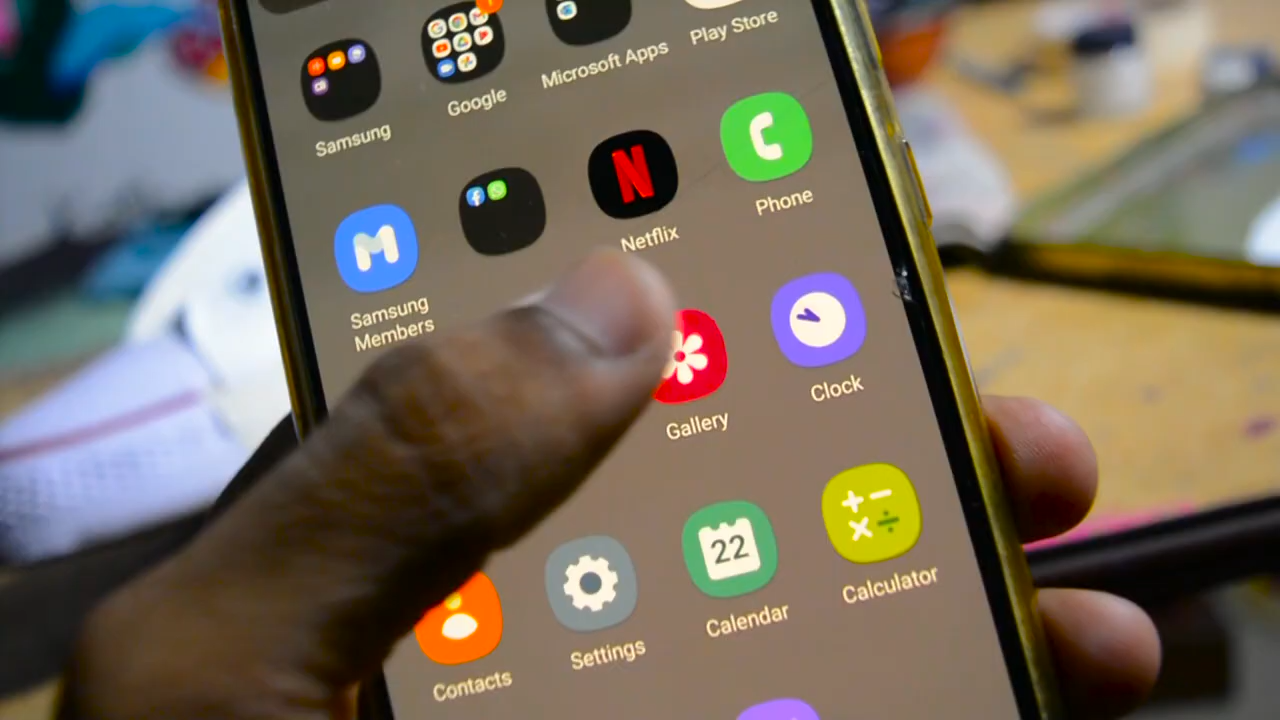 Samsung
Google
Microsoft Apps
Play Store
Samsung
Members
N
Netflix
Phone
Gallery
Clock
Contacts
Settings
22
Calendar
Calculator